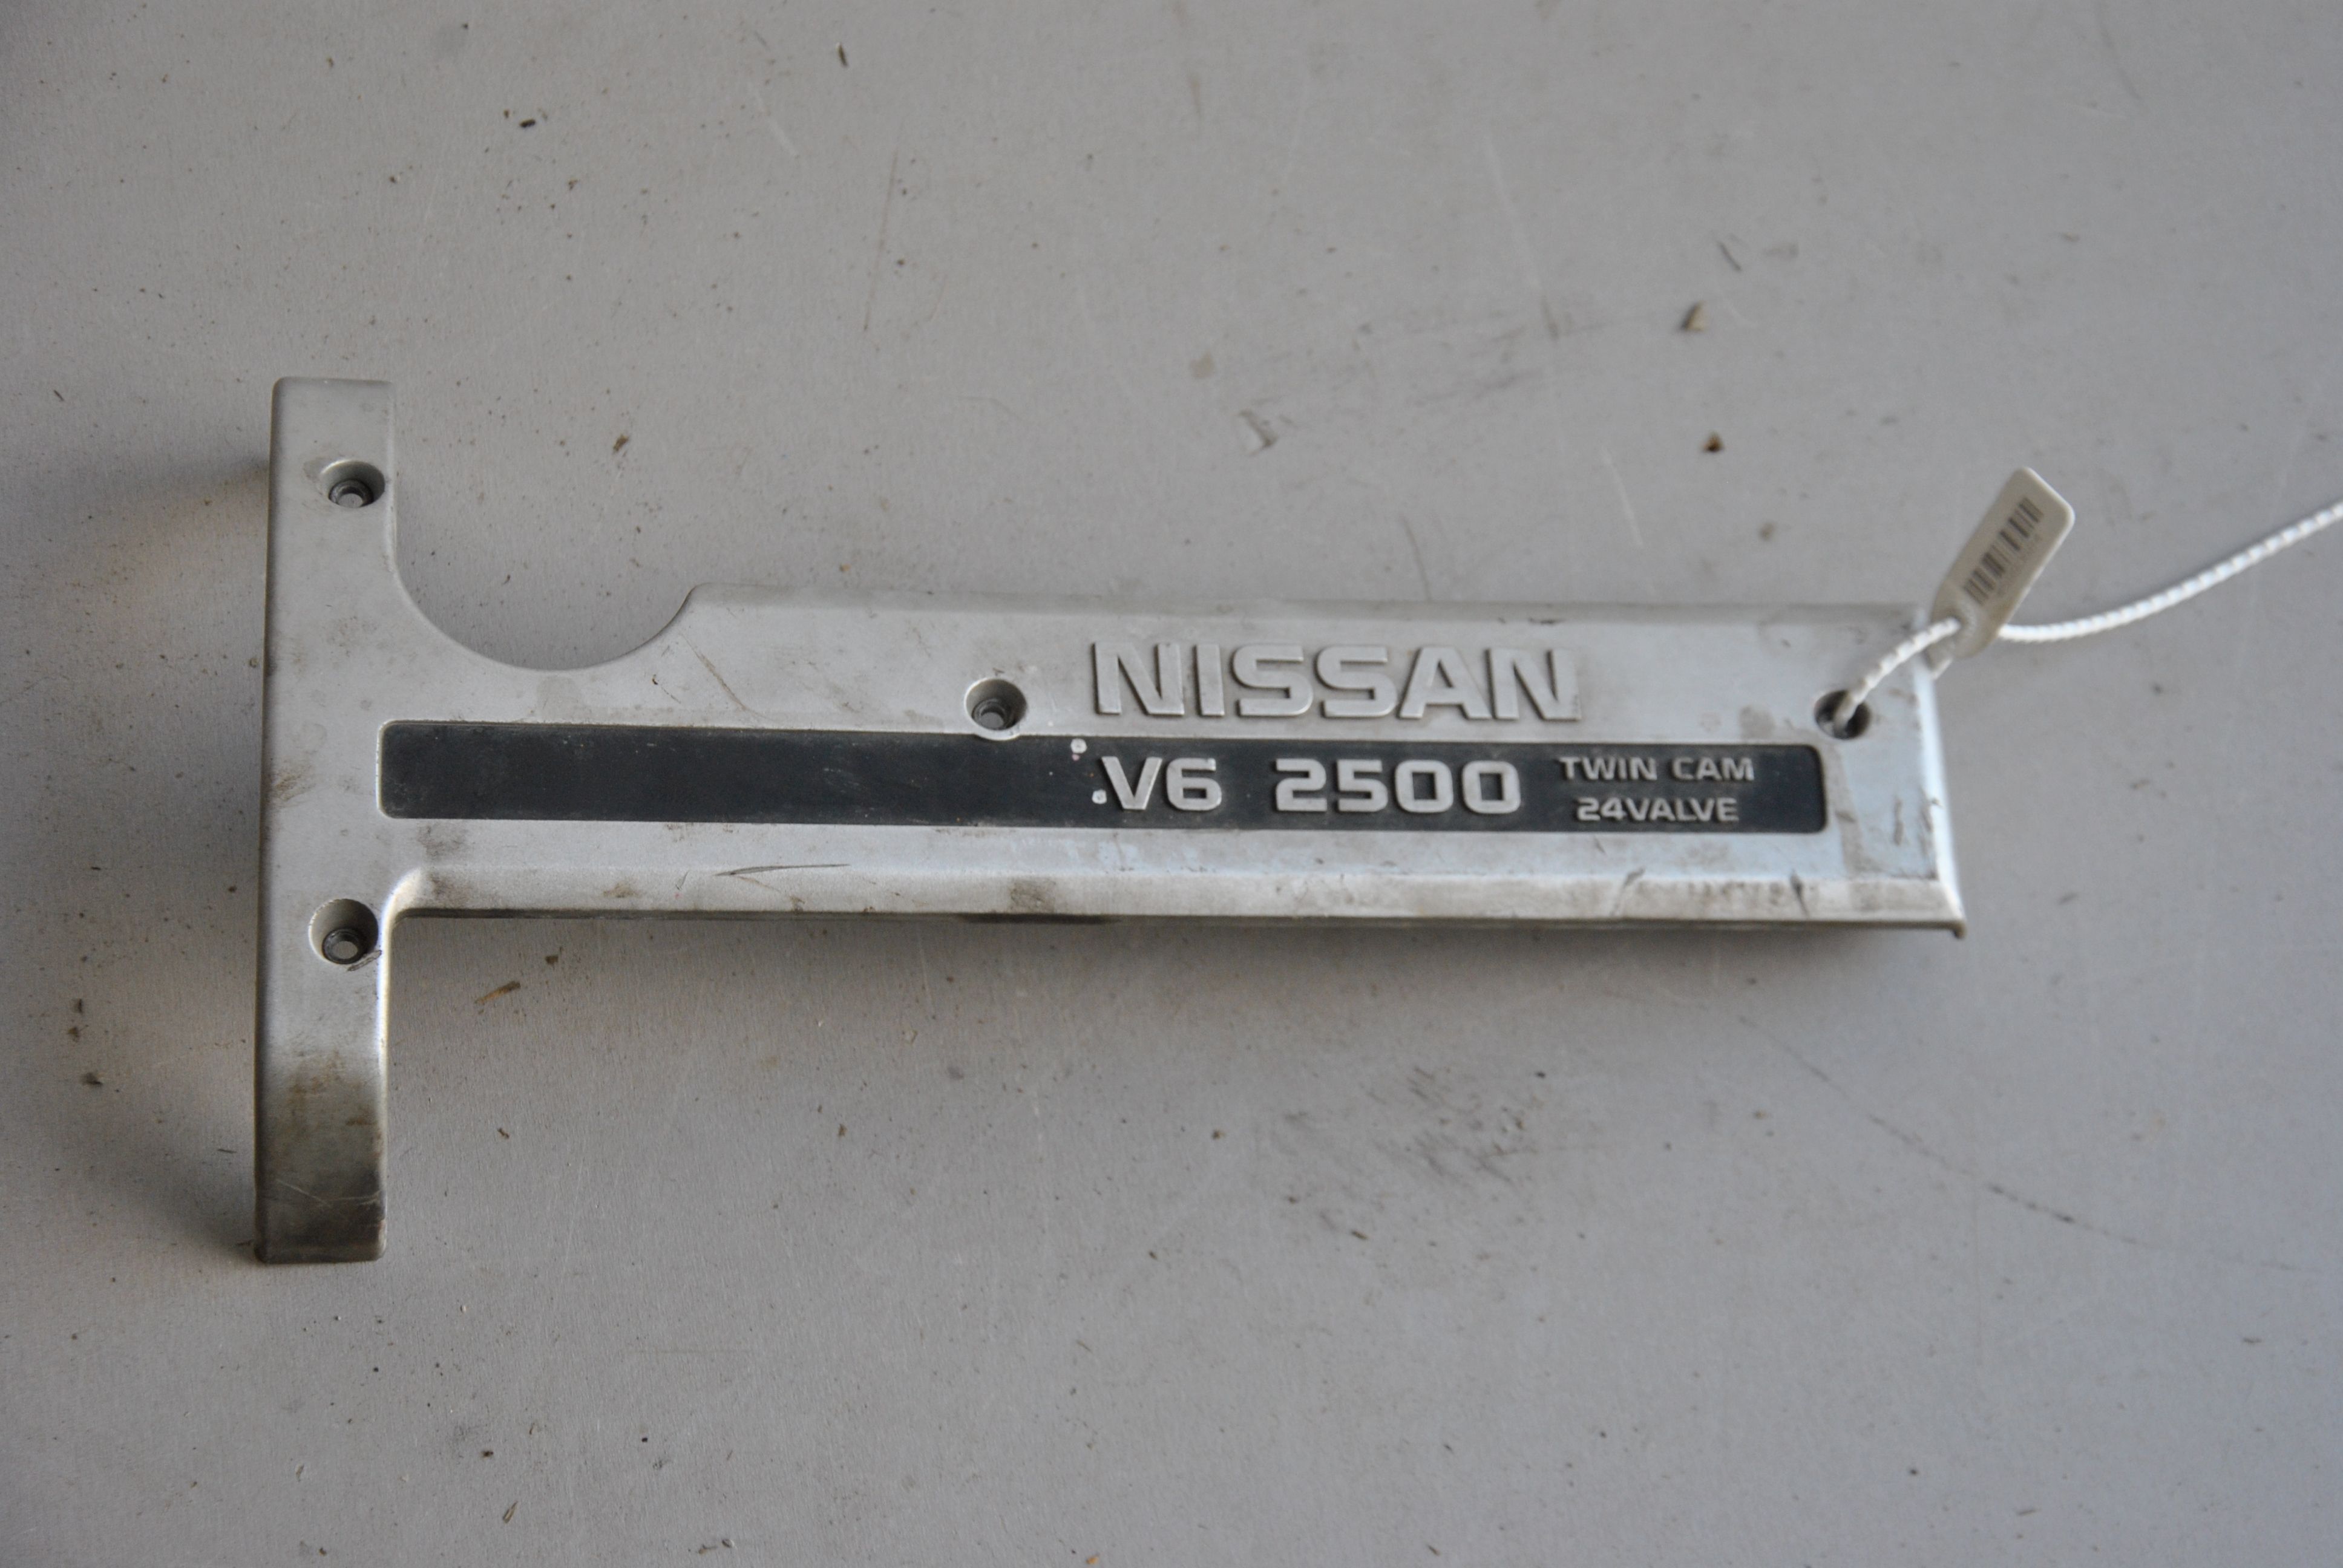 NISSAN
V6 2500 TWIN CAM
24VALVE